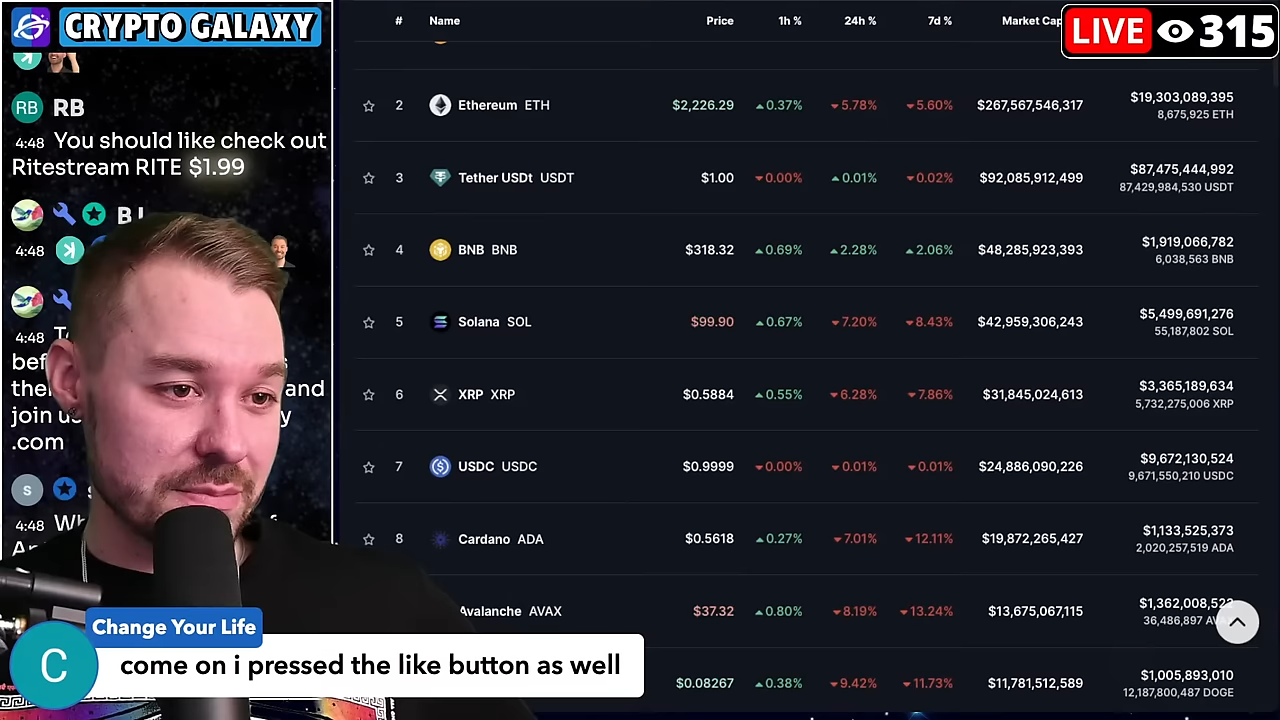 CRYPTO GALAXY
RB
RB
4:48 You should like check out
Ritestream RITE $1.99
B
4:48
4:48
bef
the and
join us y
.com
S
4:48
# Name Price 1h % 24h % 7d % Market Cap
LIVE 315
2 Ethereum ETH $2,226.29 0.37% 5.78% 5.60% $267,567,546,317 $19,303,089,395
8,675,925 ETH
3 Tether USDt USDT $1.00 0.00% 0.01% 0.02% $92,085,912,499 $87,475,444,992
87,429,984,530 USDT
4 BNB BNB $318.32 0.69% 2.28% 2.06% $48,285,923,393 $1,919,066,782
6,038,563 BNB
5 Solana SOL $99.90 0.67% 7.20% 8.43% $42,959,306,243 $5,499,691,276
55,187,802 SOL
6 XRP XRP $0.5884 0.55% 6.28% 7.86% $31,845,024,613 $3,365,189,634
5,732,275,006 XRP
7 USDC USDC $0.9999 0.00% 0.01% 0.01% $24,886,090,226 $9,672,130,524
9,671,550,210 USDC
8 Cardano ADA $0.5618 0.27% 7.01% 12.11% $19,872,265,427 $1,133,525,373
2,020,257,519 ADA
Avalanche AVAX $37.32 0.80% 8.19% 13.24% $13,675,067,115 $1,362,008,523
36,486,897
$0.08267 0.38% 9.42% 11.73% $11,781,512,589 $1,005,893,010
12,187,800,487 DOGE
Change Your Life
C
come on i pressed the like button as well